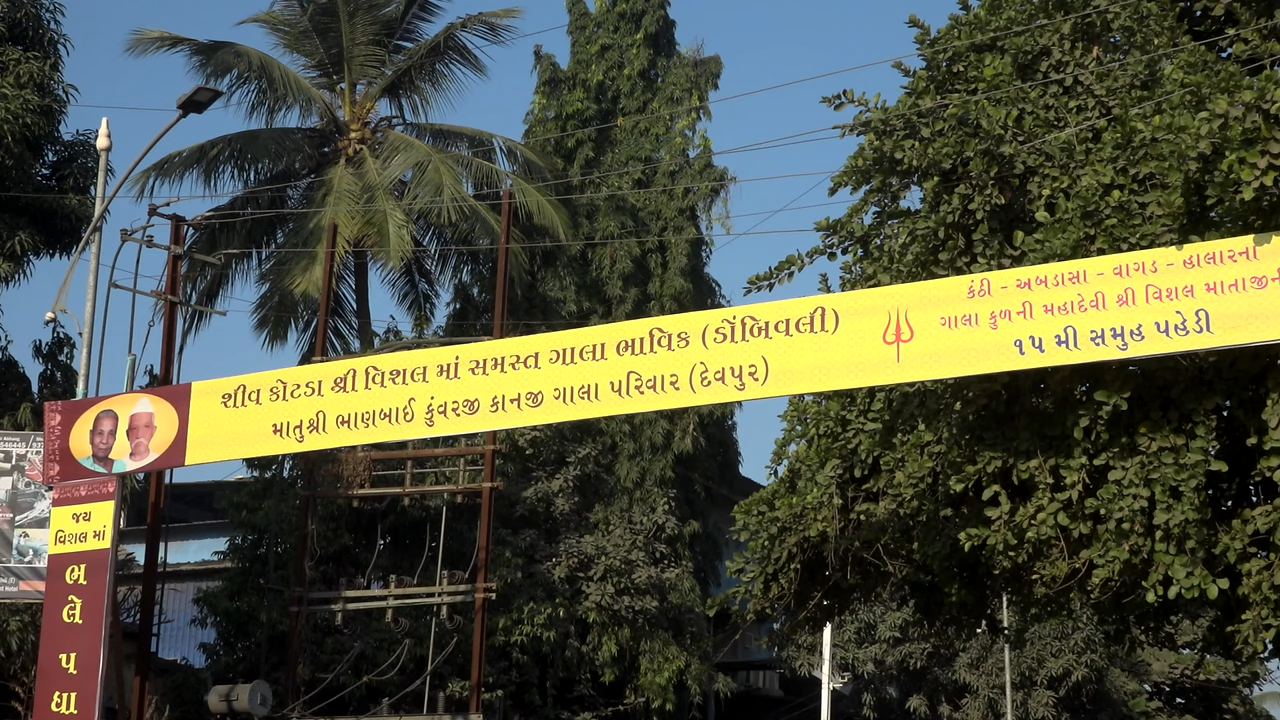 શીવ કોટડા શ્રી વિશલ માં સમસ્ત ગાલા ભાવિક (ડોંબિવલી)
માતુશ્રી ભાણબાઈ કુંવરજી કાનજી ગાલા પરિવાર (દેવપુર)
કંઠી - અબડાસા - વાગડ - હાલારના
ગાલા કુળની મહાદેવી શ્રી વિશલ માતાજીની
૧૫ મી સમુહ પહેડી
જય
વિશલ માં
ભ
લે
પ
ધા